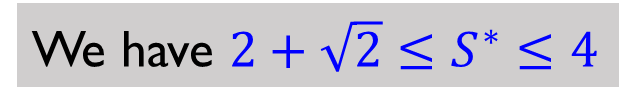 We have 2 + √2 ≤ S* ≤ 4